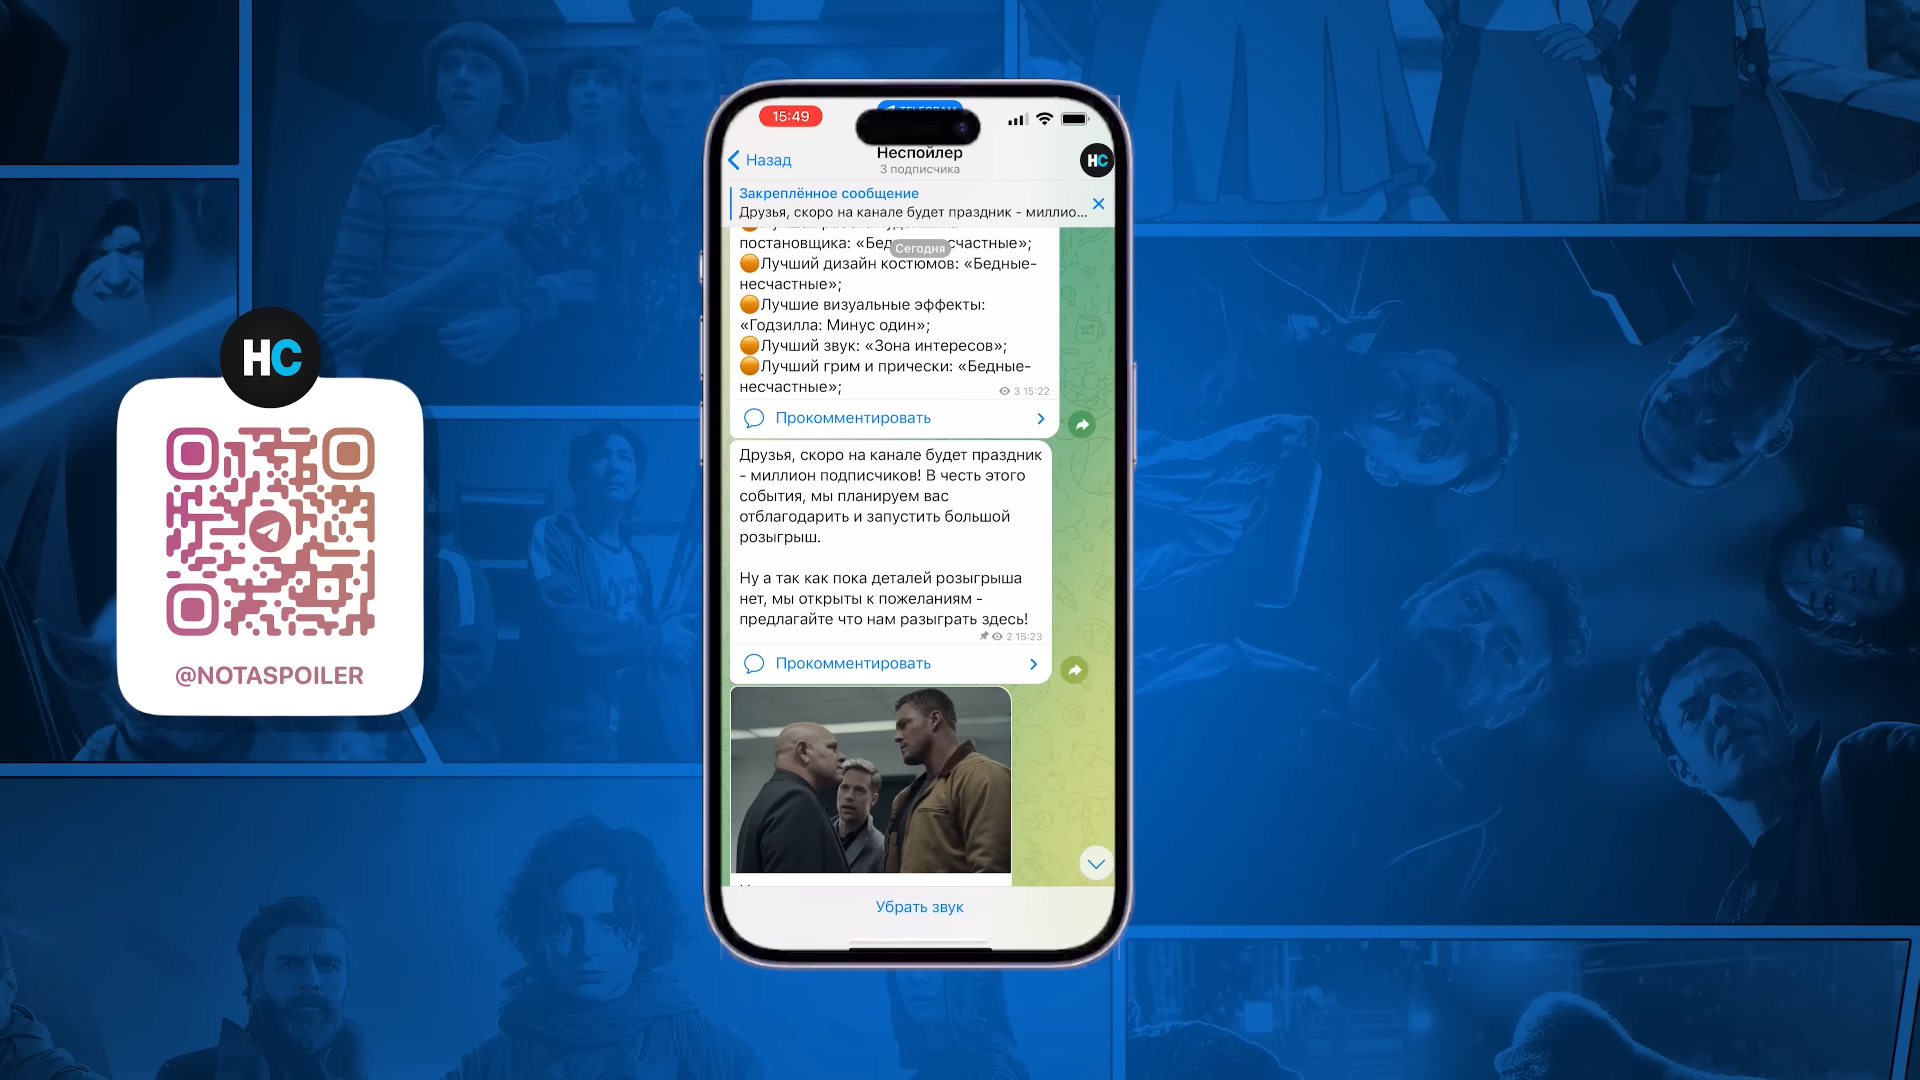 HC
@NOTASPOILER
15:49
TELEGRAM
Назад
Неспойлер
3 подписчика
HC
Закреплённое сообщение
Друзья, скоро на канале будет праздник - миллио...
Сегодня
постановщика: «Бед счастные»;
Лучший дизайн костюмов: «Бедные-
несчастные»;
Лучшие визуальные эффекты:
«Годзилла: Минус один»;
Лучший звук: «Зона интересов»;
Лучший грим и прически: «Бедные-
несчастные»;
3 15:22
Прокомментировать
Друзья, скоро на канале будет праздник
- миллион подписчиков! В честь этого
события, мы планируем вас
отблагодарить и запустить большой
розыгрыш.
Ну а так как пока деталей розыгрыша
нет, мы открыты к пожеланиям -
предлагайте что нам разыграть здесь!
2 15:23
Прокомментировать
Убрать звук